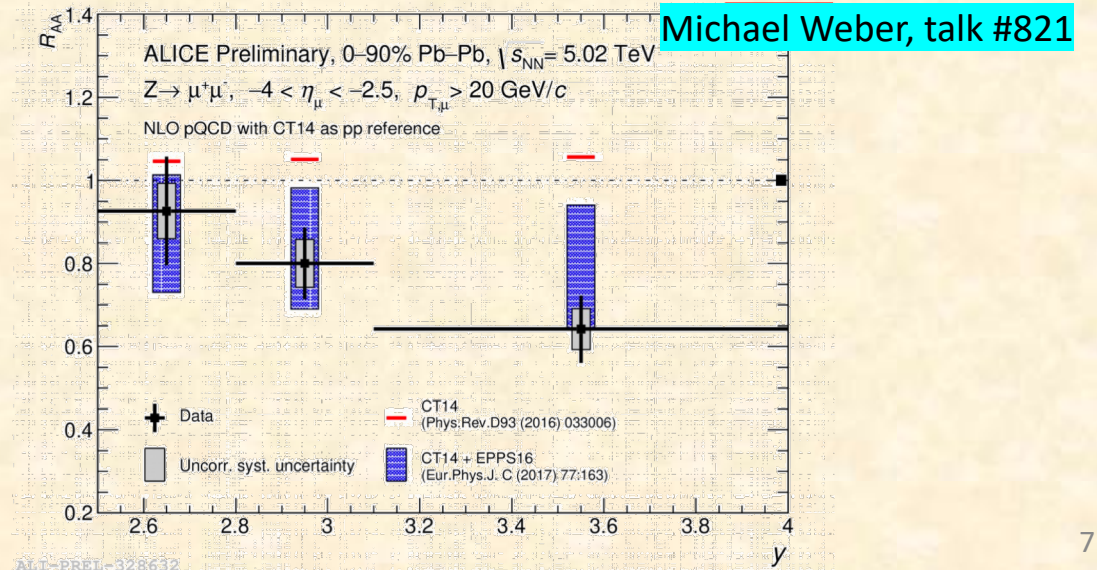 Michael Weber, talk #821
R_AA
1.4
ALICE Preliminary, 0–90% Pb–Pb, √s_NN = 5.02 TeV
1.2
Z→ μ⁺μ⁻, −4 < η_μ < −2.5, p_T,μ > 20 GeV/c
NLO pQCD with CT14 as pp reference
1
0.8
0.6
Data
CT14
(Phys.Rev.D93 (2016) 033006)
0.4
Uncorr. syst. uncertainty
CT14 + EPPS16
(Eur.Phys.J. C (2017) 77:163)
0.2
2.6 2.8 3 3.2 3.4 3.6 3.8 4
y
7
ALI-PREL-328632